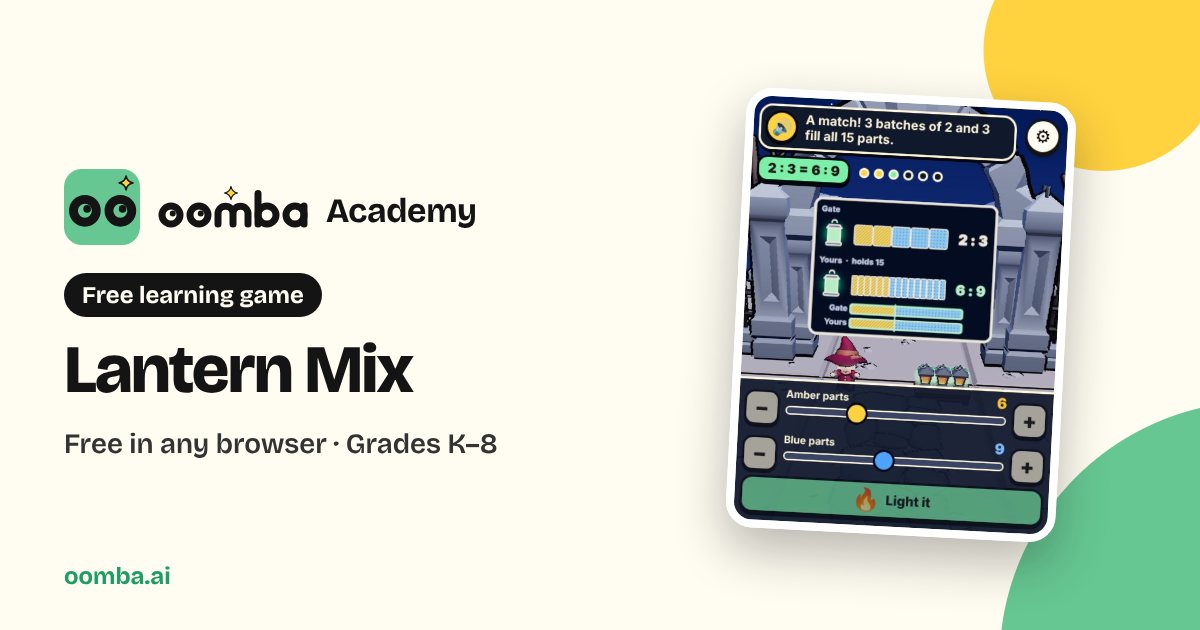 oomba Academy
Free learning game
Lantern Mix
Free in any browser · Grades K–8
oomba.ai
A match! 3 batches of 2 and 3
fill all 15 parts.
2 : 3 = 6 : 9
Gate
2 : 3
Yours · holds 15
6 : 9
Gate
Yours
Amber parts
6
−
+
Blue parts
9
−
+
Light it